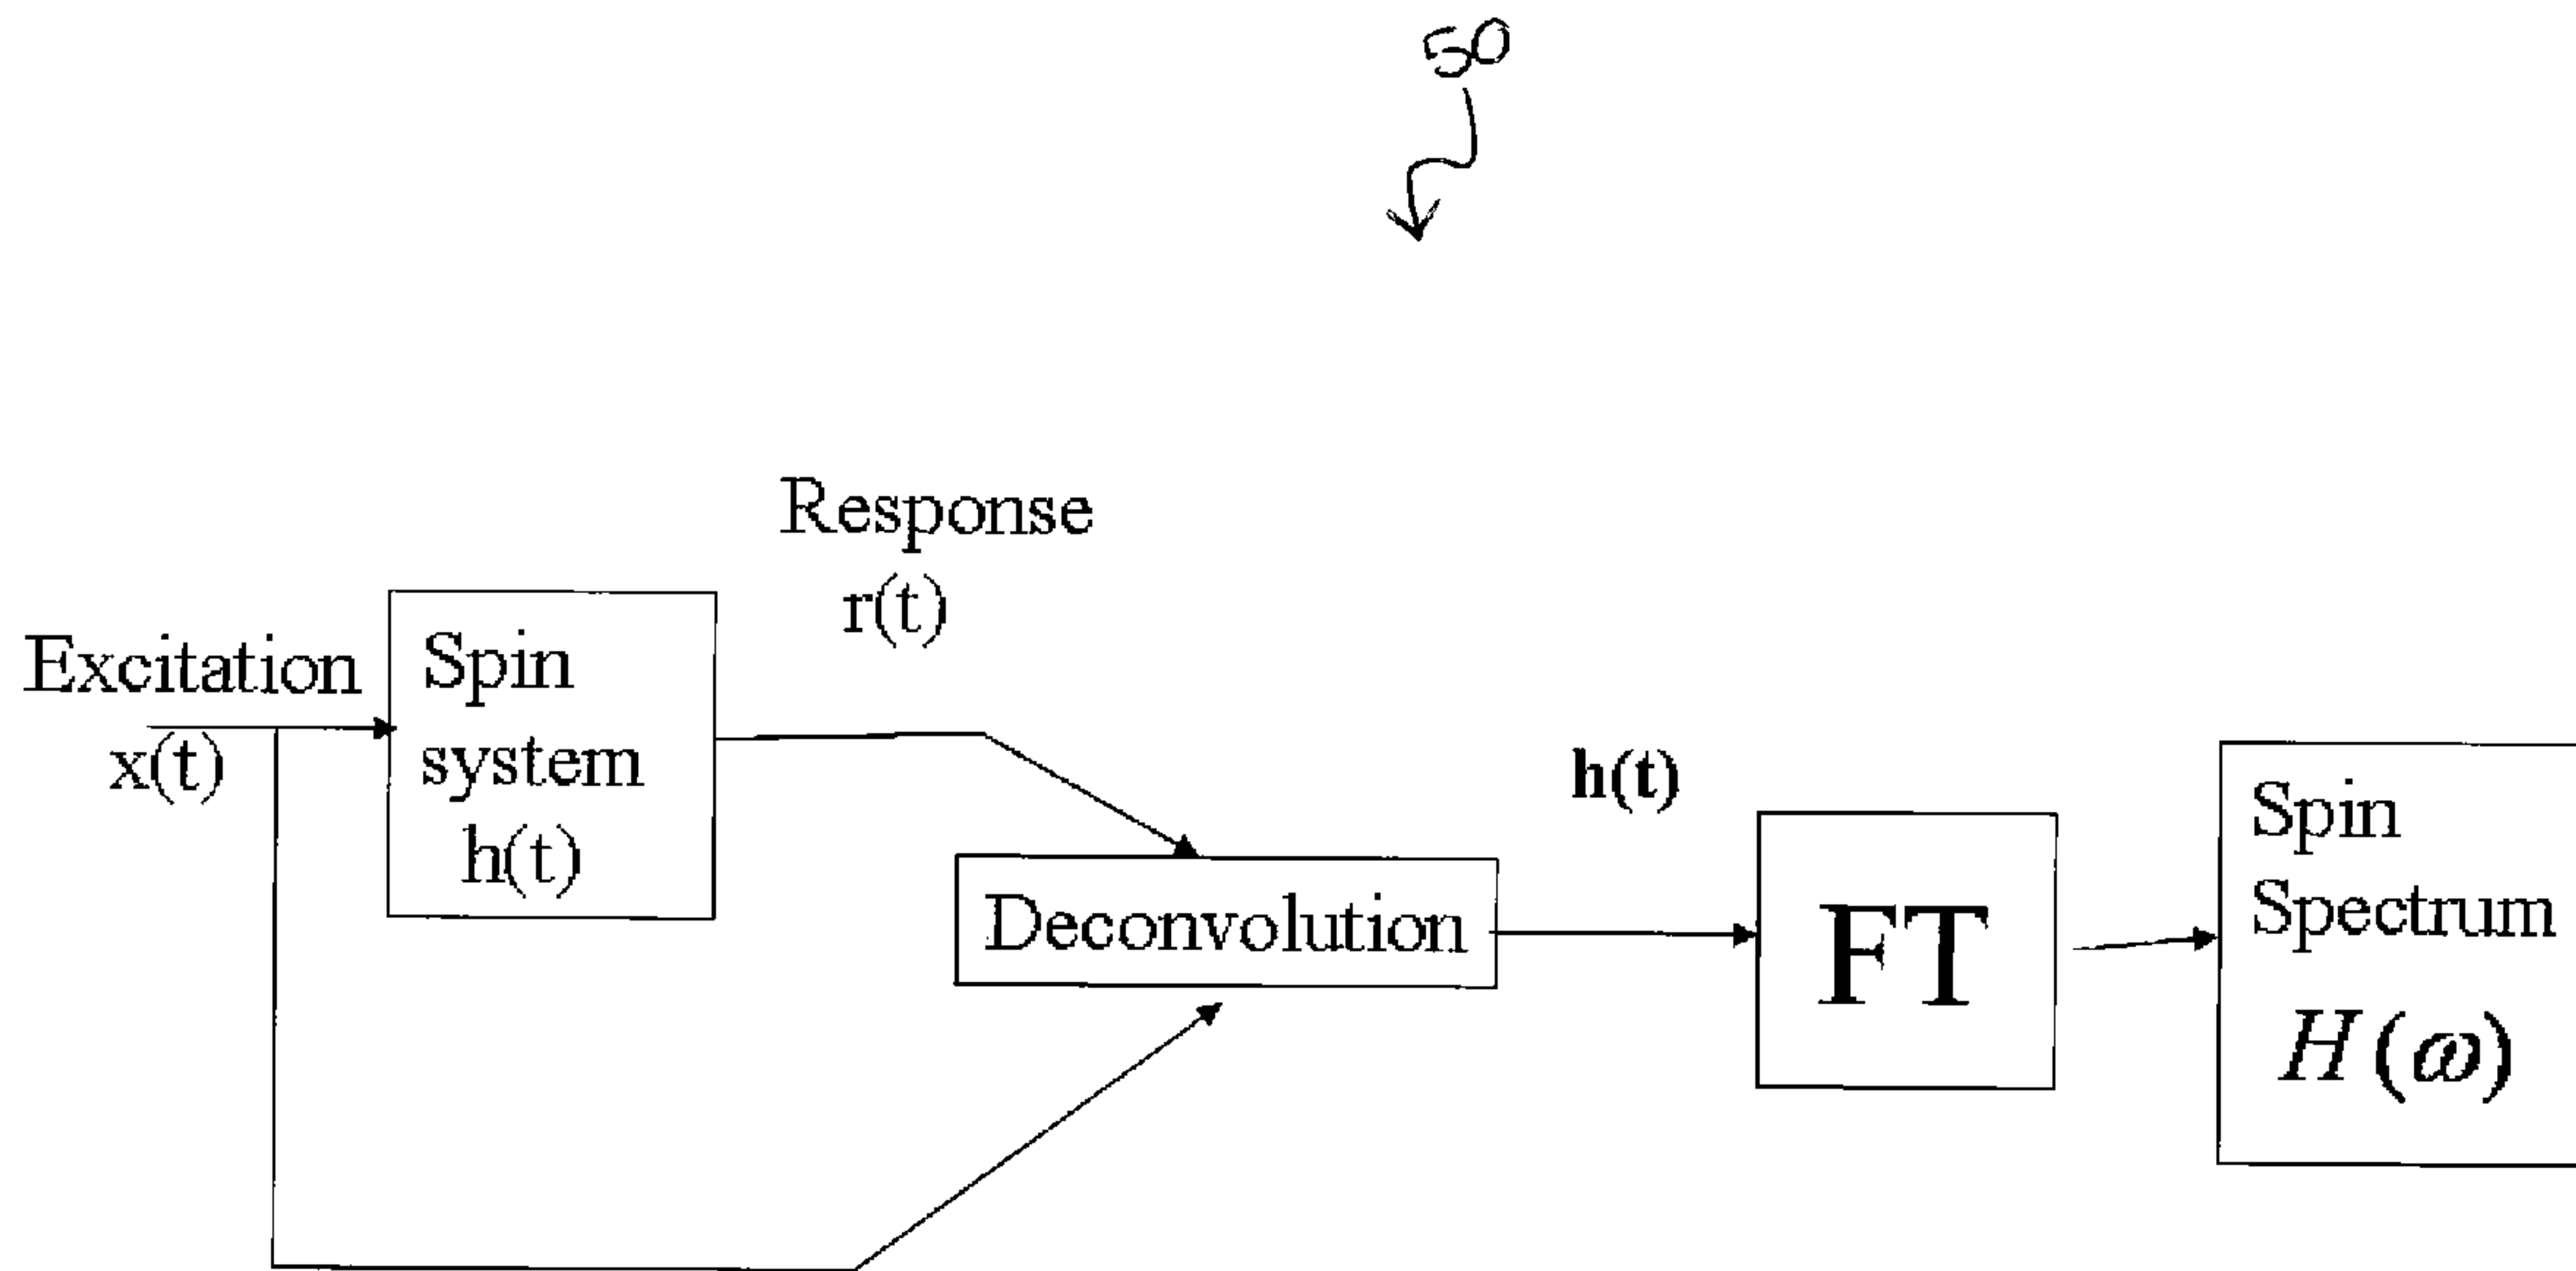 50
Response
r(t)
Excitation
x(t)
Spin
system
h(t)
h(t)
Deconvolution
FT
Spin
Spectrum
H(ω)